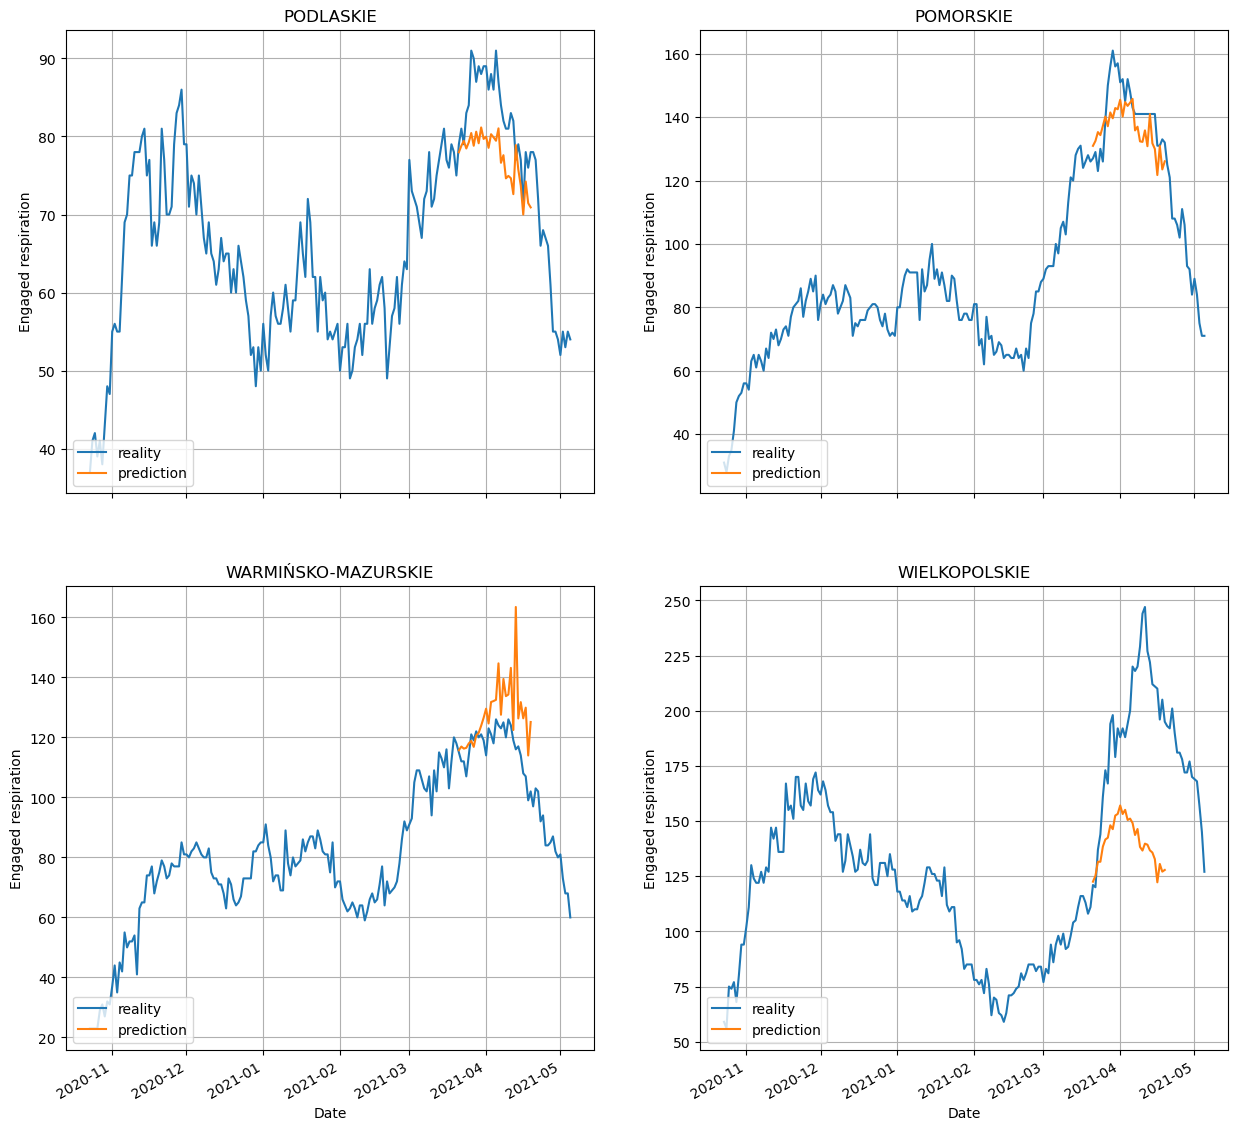 PODLASKIE
Engaged respiration
90
80
70
60
50
40
reality
prediction
POMORSKIE
Engaged respiration
160
140
120
100
80
60
40
reality
prediction
WARMIŃSKO-MAZURSKIE
Engaged respiration
160
140
120
100
80
60
40
20
reality
prediction
2020-11
2020-12
2021-01
2021-02
2021-03
2021-04
2021-05
Date
WIELKOPOLSKIE
Engaged respiration
250
225
200
175
150
125
100
75
50
reality
prediction
2020-11
2020-12
2021-01
2021-02
2021-03
2021-04
2021-05
Date